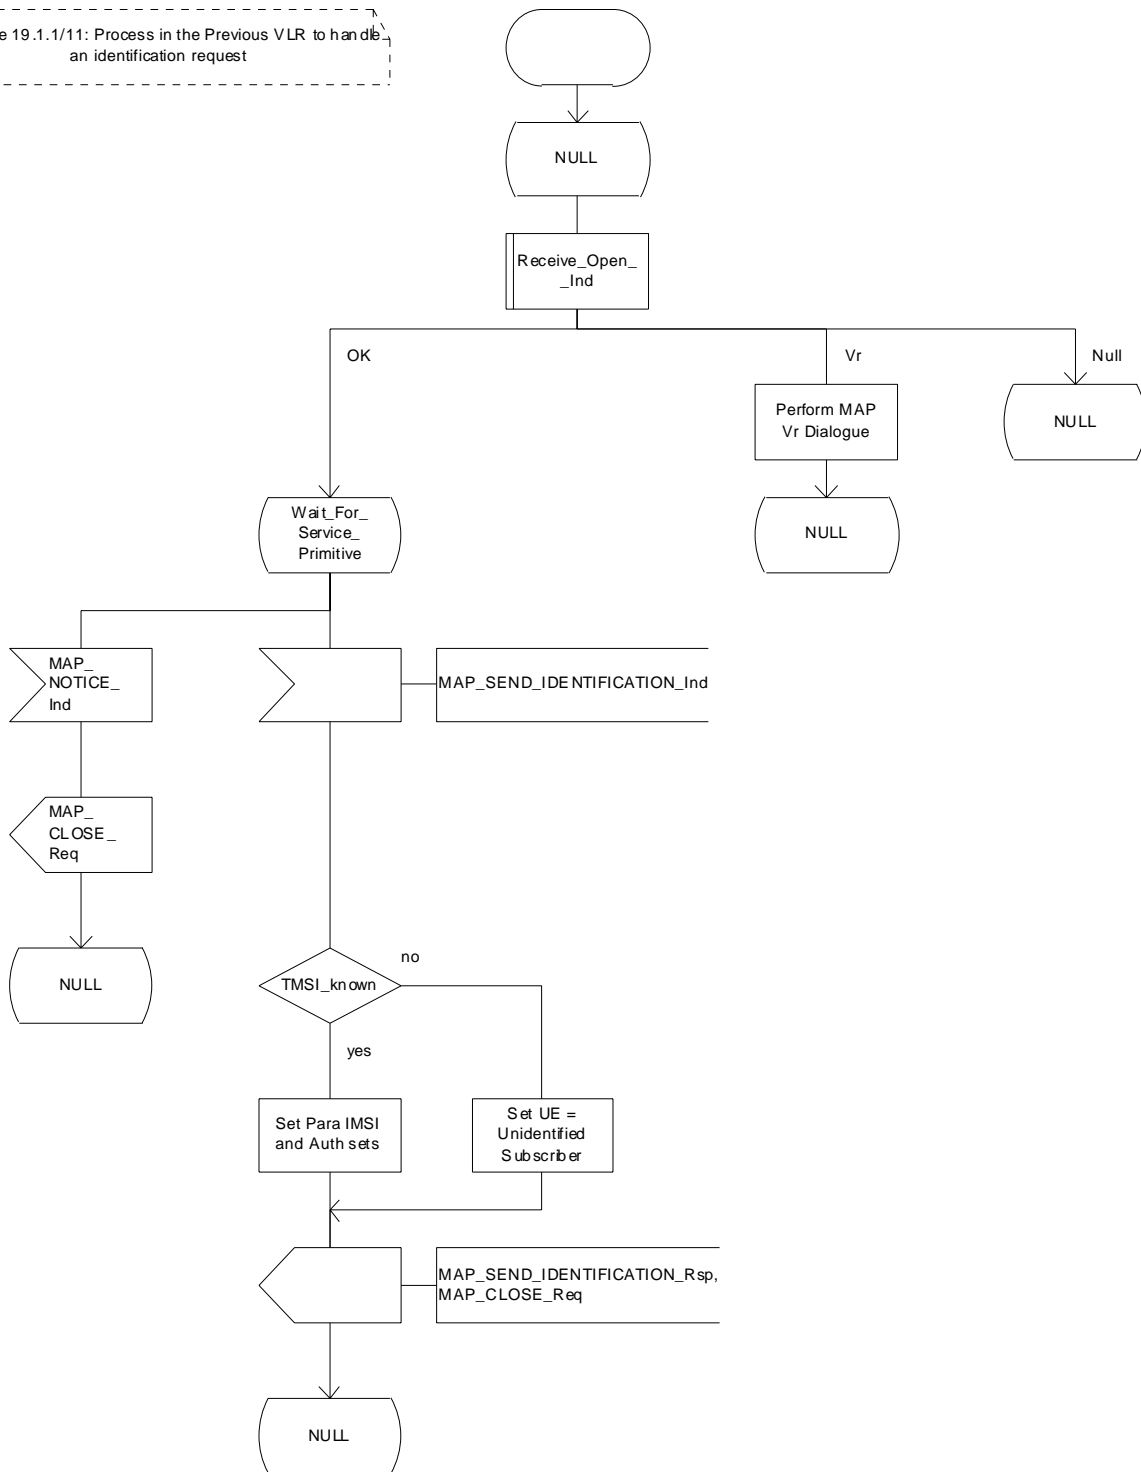 e 19.1.1/11: Process in the Previous VLR to handle
an identification request
NULL
Receive_Open_
_Ind
OK
Vr
Null
Perform MAP
Vr Dialogue
NULL
Wait_For_
Service_
Primitive
NULL
MAP_
NOTICE_
Ind
MAP_SEND_IDENTIFICATION_Ind
MAP_
CLOSE_
Req
NULL
TMSI_known
no
yes
Set Para IMSI
and Auth sets
Set UE =
Unidentified
Subscriber
MAP_SEND_IDENTIFICATION_Rsp,
MAP_CLOSE_Req
NULL